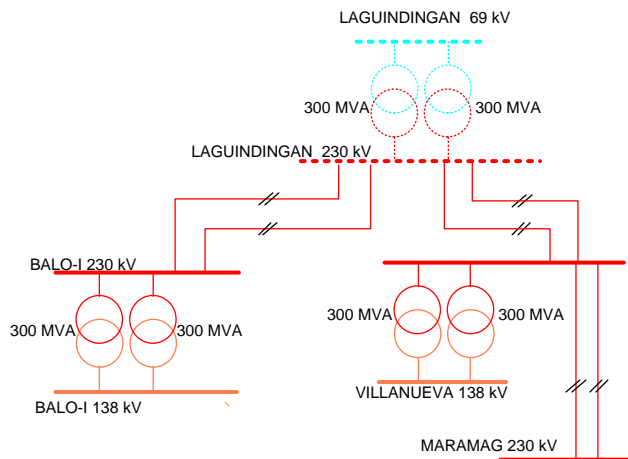 LAGUINDINGAN 69 kV
300 MVA
300 MVA
LAGUINDINGAN 230 kV
BALO-I 230 kV
300 MVA
300 MVA
300 MVA
300 MVA
BALO-I 138 kV
VILLANUEVA 138 kV
MARAMAG 230 kV